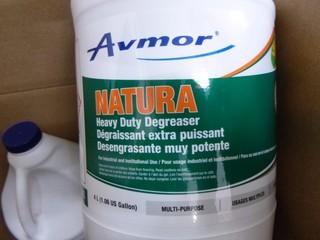 Avmor®
NATURA
Heavy Duty Degreaser
Dégraissant extra puissant
Desengrasante muy potente
For Industrial and Institutional Use / Pour usage industriel et institutionnel /
4 L (1.06 US Gallon)
MULTI-PURPOSE
USAGES MULTIPLES